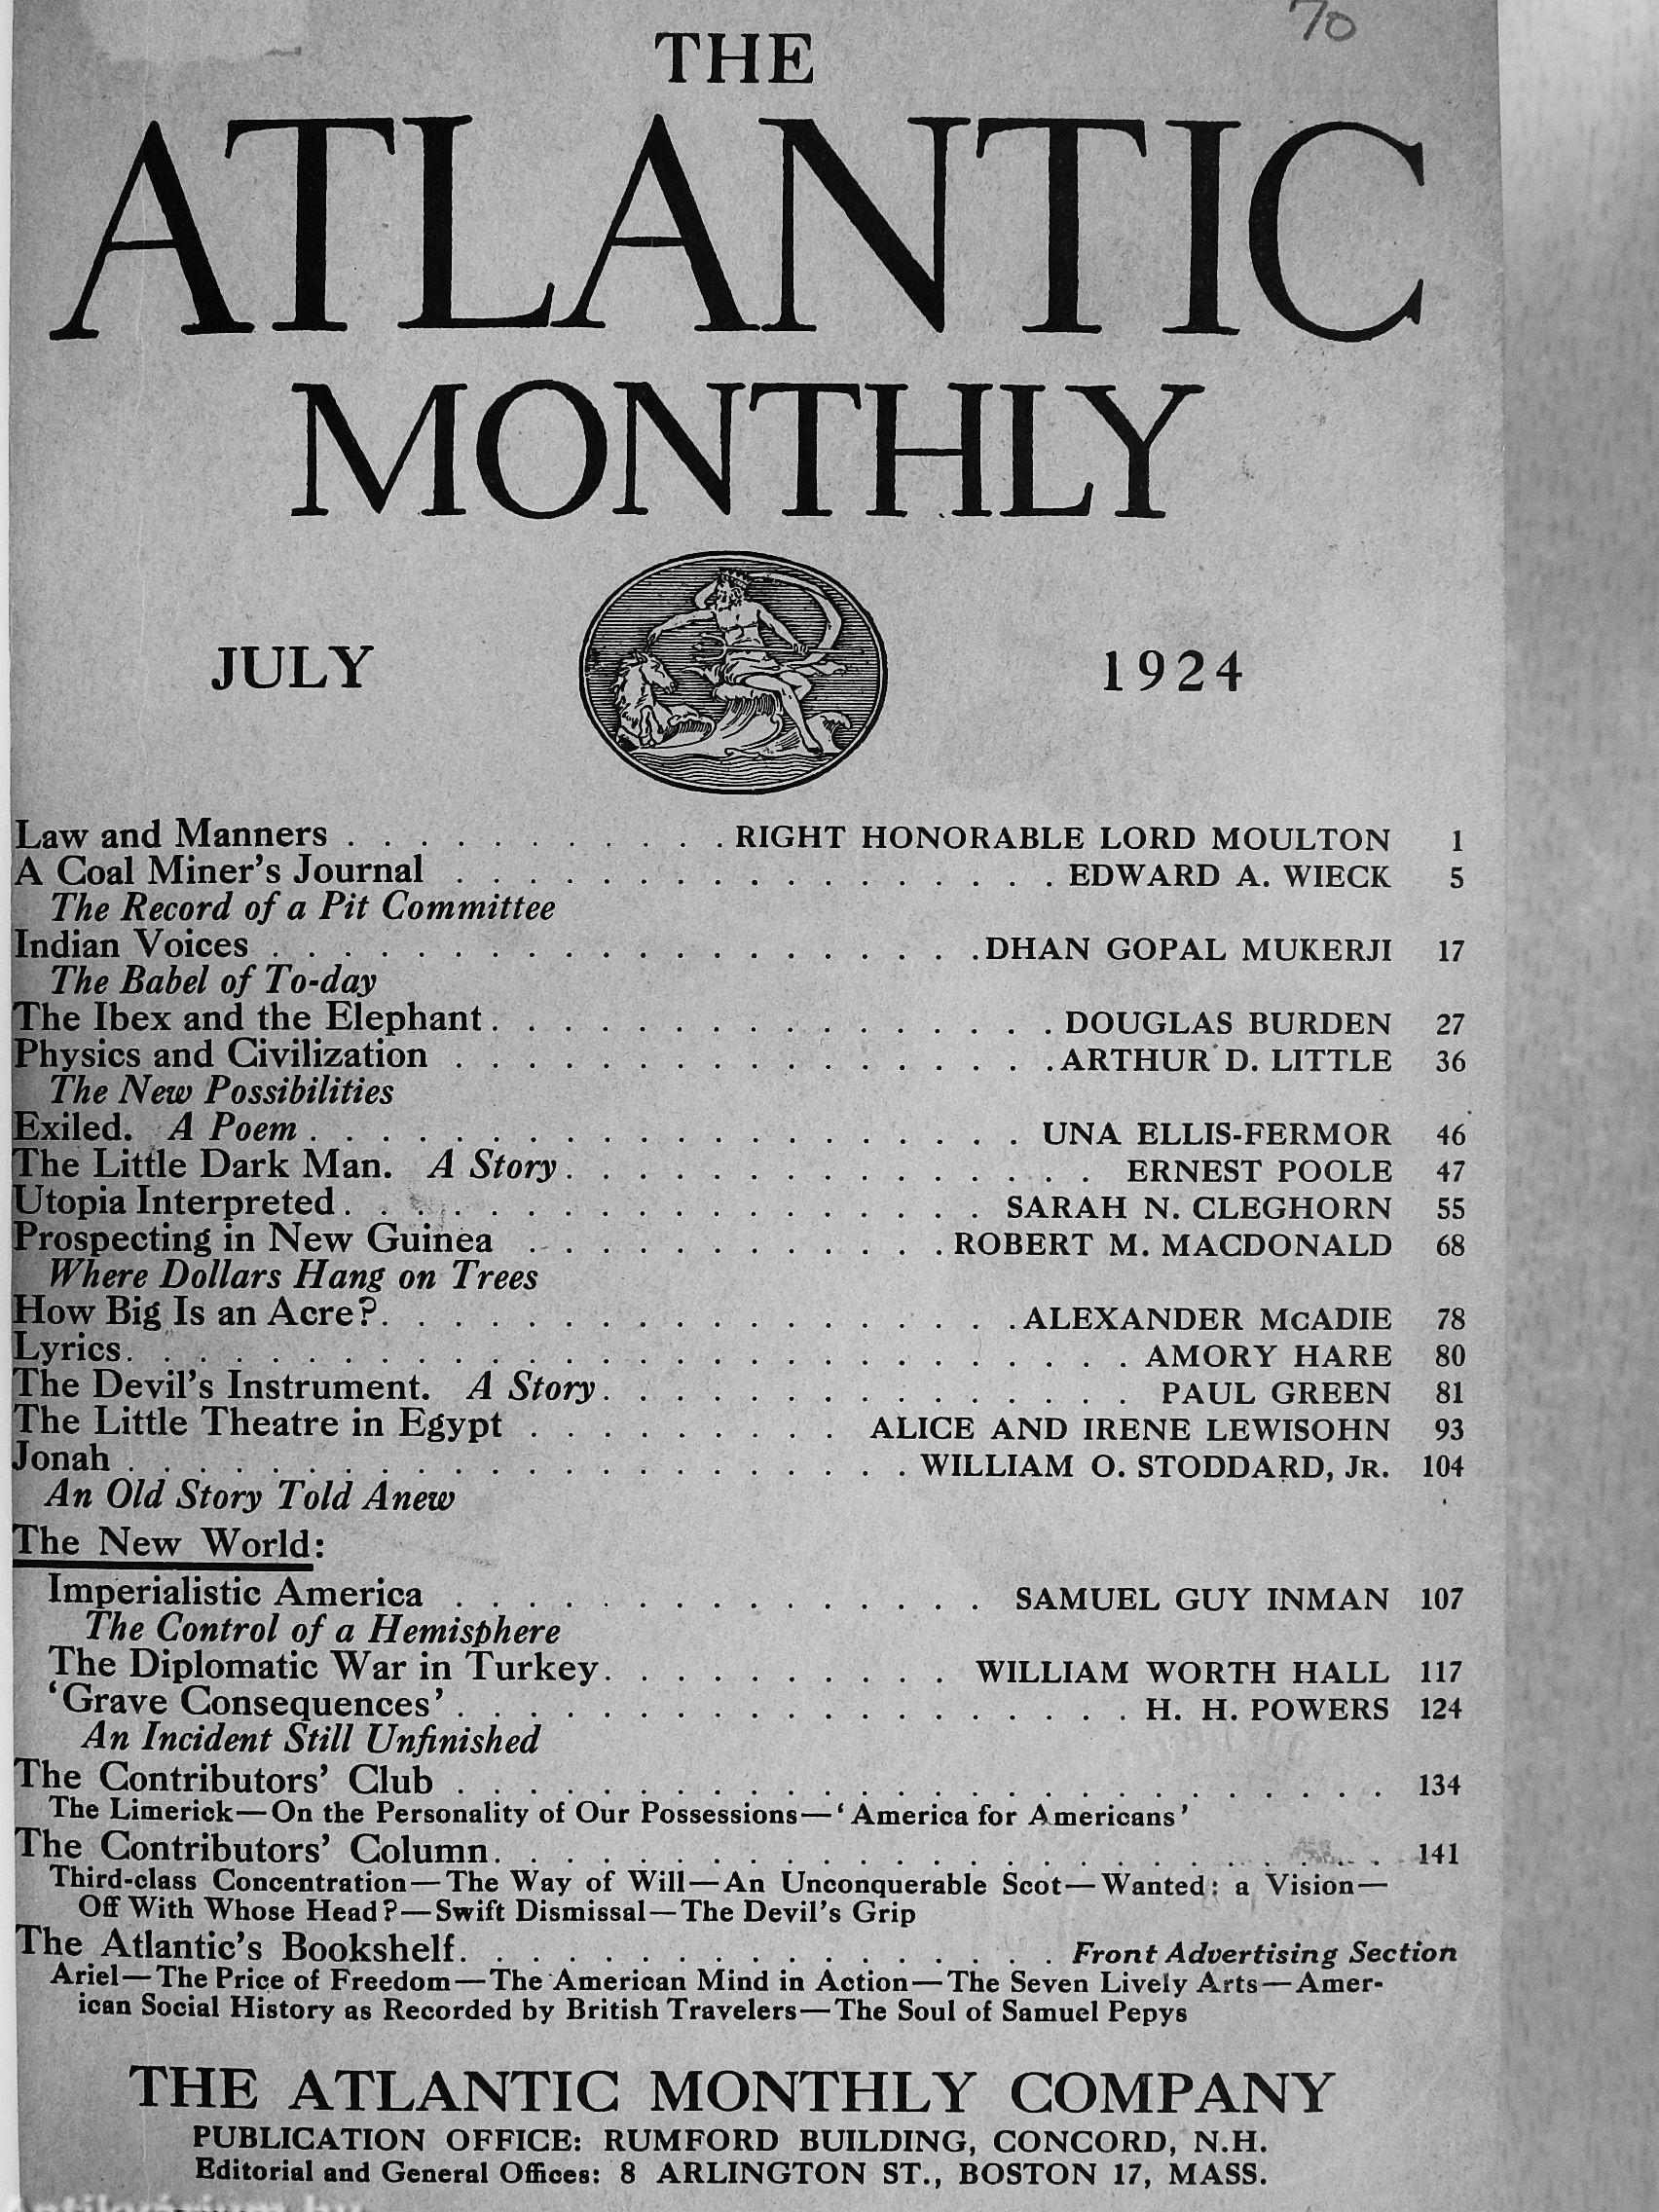 70
THE
ATLANTIC
MONTHLY
JULY 1924
Law and Manners . . . . . . . . . . . RIGHT HONORABLE LORD MOULTON 1
A Coal Miner's Journal . . . . . . . . . . . . . . . . . EDWARD A. WIECK 5
The Record of a Pit Committee
Indian Voices . . . . . . . . . . . . . . . . . . . . DHAN GOPAL MUKERJI 17
The Babel of To-day
The Ibex and the Elephant . . . . . . . . . . . . . . . . DOUGLAS BURDEN 27
Physics and Civilization . . . . . . . . . . . . . . . . . ARTHUR D. LITTLE 36
The New Possibilities
Exiled. A Poem . . . . . . . . . . . . . . . . . . . . UNA ELLIS-FERMOR 46
The Little Dark Man. A Story . . . . . . . . . . . . . . . ERNEST POOLE 47
Utopia Interpreted . . . . . . . . . . . . . . . . . . SARAH N. CLEGHORN 55
Prospecting in New Guinea . . . . . . . . . . . . ROBERT M. MACDONALD 68
Where Dollars Hang on Trees
How Big Is an Acre? . . . . . . . . . . . . . . . . . . ALEXANDER McADIE 78
Lyrics . . . . . . . . . . . . . . . . . . . . . . . . . . . . AMORY HARE 80
The Devil's Instrument. A Story . . . . . . . . . . . . . . . PAUL GREEN 81
The Little Theatre in Egypt . . . . . . . . . ALICE AND IRENE LEWISOHN 93
Jonah . . . . . . . . . . . . . . . . . . . . . . WILLIAM O. STODDARD, JR. 104
An Old Story Told Anew
The New World:
Imperialistic America . . . . . . . . . . . . . . . SAMUEL GUY INMAN 107
The Control of a Hemisphere
The Diplomatic War in Turkey . . . . . . . . . . WILLIAM WORTH HALL 117
'Grave Consequences' . . . . . . . . . . . . . . . . . . . H. H. POWERS 124
An Incident Still Unfinished
The Contributors' Club . . . . . . . . . . . . . . . . . . . . . . . . . . 134
The Limerick—On the Personality of Our Possessions—'America for Americans'
The Contributors' Column . . . . . . . . . . . . . . . . . . . . . . . . . 141
Third-class Concentration—The Way of Will—An Unconquerable Scot—Wanted: a Vision—
Off With Whose Head?—Swift Dismissal—The Devil's Grip
The Atlantic's Bookshelf . . . . . . . . . . . . . . . . . Front Advertising Section
Ariel—The Price of Freedom—The American Mind in Action—The Seven Lively Arts—Amer-
ican Social History as Recorded by British Travelers—The Soul of Samuel Pepys
THE ATLANTIC MONTHLY COMPANY
PUBLICATION OFFICE: RUMFORD BUILDING, CONCORD, N.H.
Editorial and General Offices: 8 ARLINGTON ST., BOSTON 17, MASS.